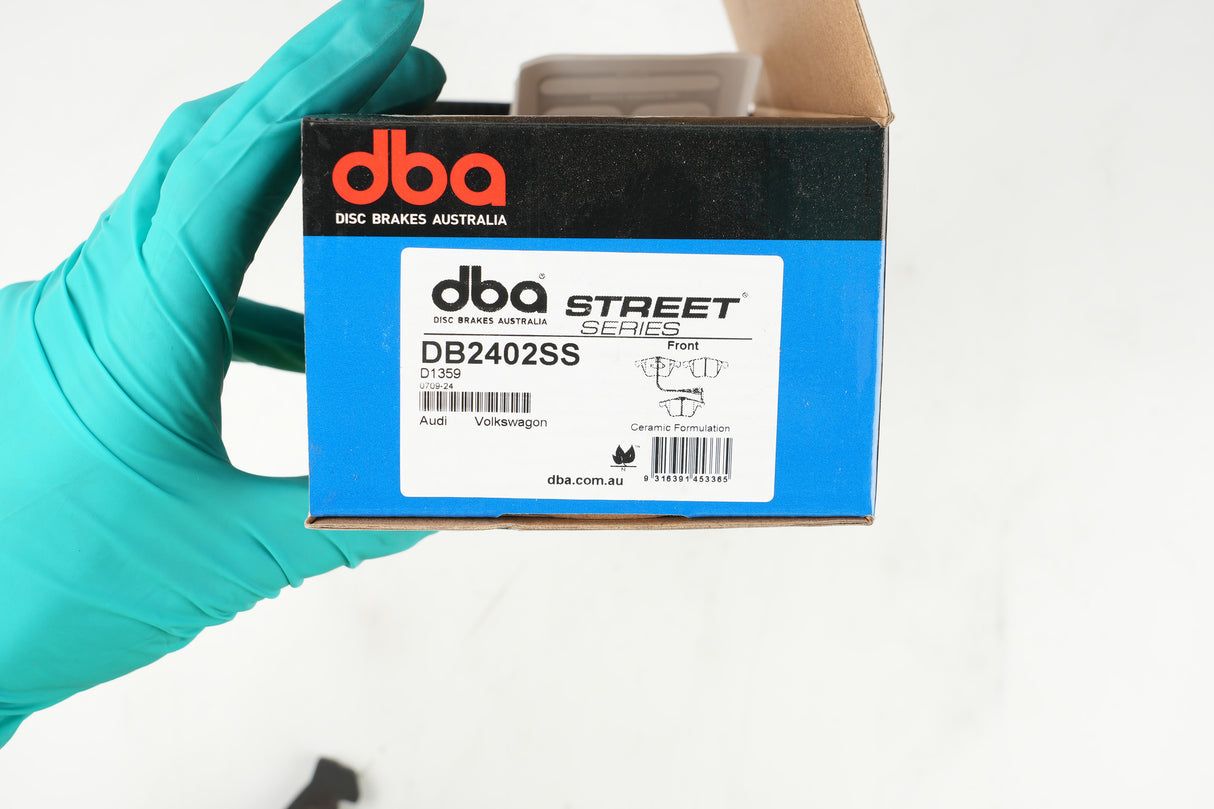 dba
DISC BRAKES AUSTRALIA
dba®
DISC BRAKES AUSTRALIA
STREET®
SERIES
DB2402SS
Front
D1359
0709-24
Audi Volkswagon
Ceramic Formulation
™
N
dba.com.au
9 316391 453365